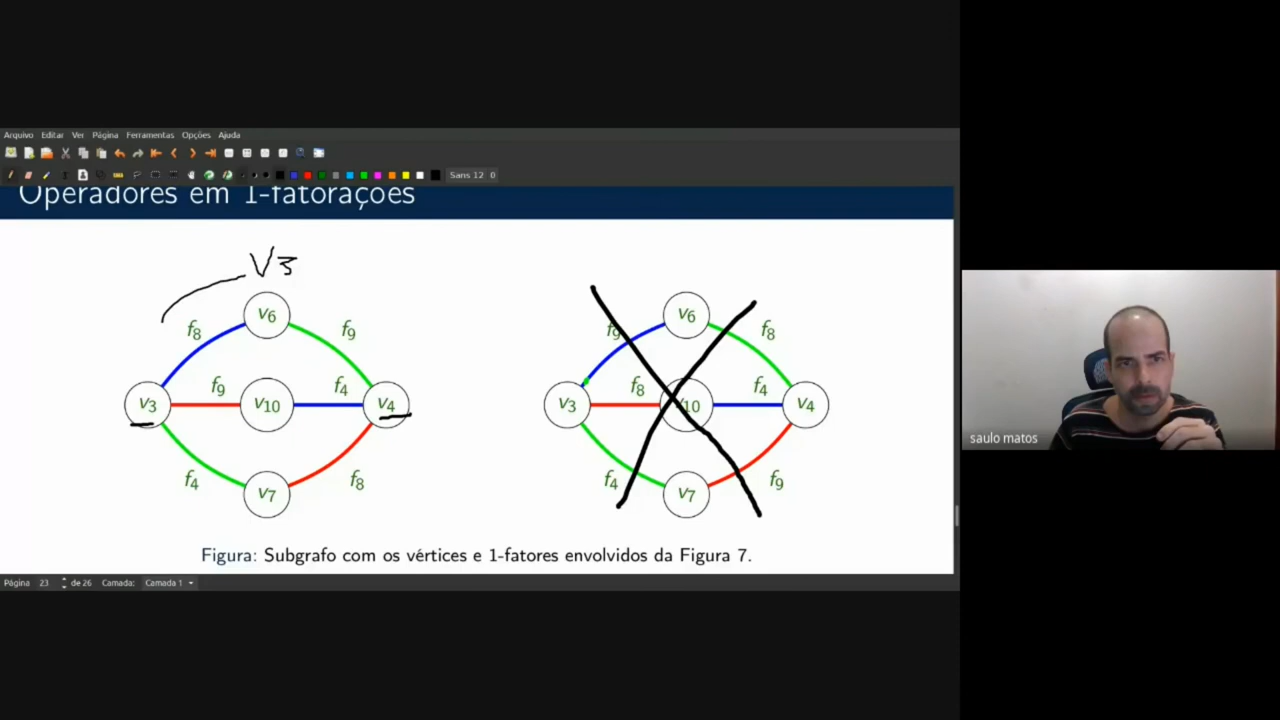 Arquivo Editar Ver Página Ferramentas Opções Ajuda
Sans 12 0
Operadores em 1-fatorações
V3
f8 v6 f9
v3 f9 v10 f4 v4
f4 v7 f8
f9 v6 f8
v3 f8 v10 f4 v4
f4 v7 f9
Figura: Subgrafo com os vértices e 1-fatores envolvidos da Figura 7.
Página 23 de 26 Camada: Camada 1
saulo matos